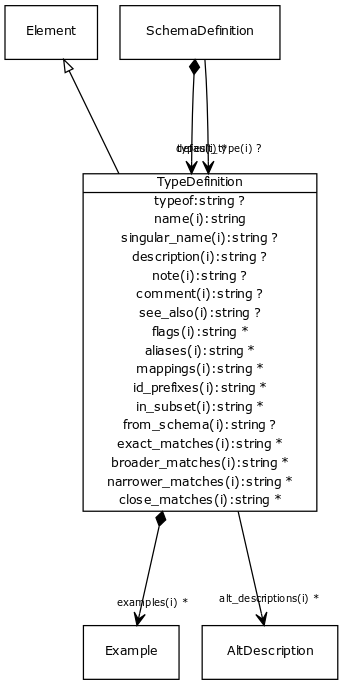 Element
SchemaDefinition
default_type(i) ?
TypeDefinition
typeof:string ?
name(i):string
singular_name(i):string ?
description(i):string ?
note(i):string ?
comment(i):string ?
see_also(i):string ?
flags(i):string *
aliases(i):string *
mappings(i):string *
id_prefixes(i):string *
in_subset(i):string *
from_schema(i):string ?
exact_matches(i):string *
broader_matches(i):string *
narrower_matches(i):string *
close_matches(i):string *
examples(i) *
alt_descriptions(i) *
Example
AltDescription